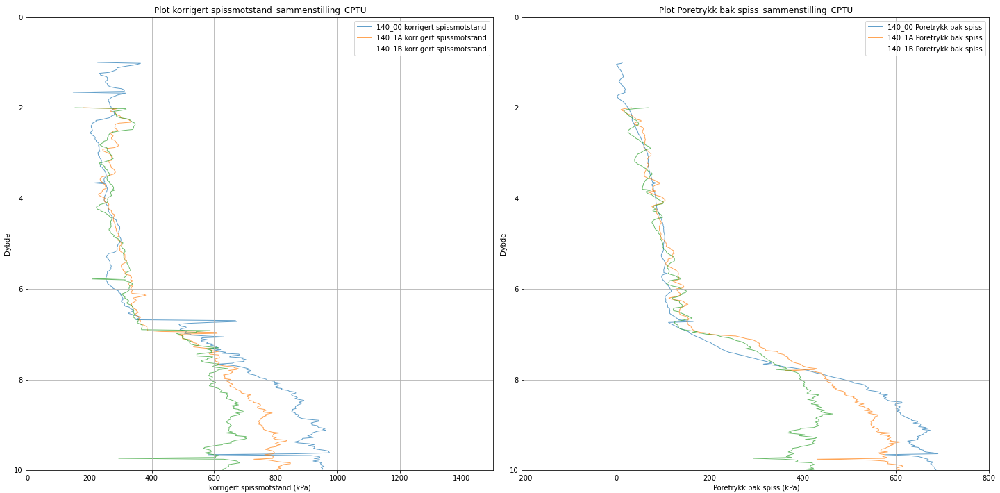 Plot korrigert spissmotstand_sammenstilling_CPTU
140_00 korrigert spissmotstand
140_1A korrigert spissmotstand
140_1B korrigert spissmotstand
0
2
4
6
8
10
Dybde
0
200
400
600
800
1000
1200
1400
korrigert spissmotstand (kPa)
Plot Poretrykk bak spiss_sammenstilling_CPTU
140_00 Poretrykk bak spiss
140_1A Poretrykk bak spiss
140_1B Poretrykk bak spiss
0
2
4
6
8
10
Dybde
−200
0
200
400
600
800
Poretrykk bak spiss (kPa)